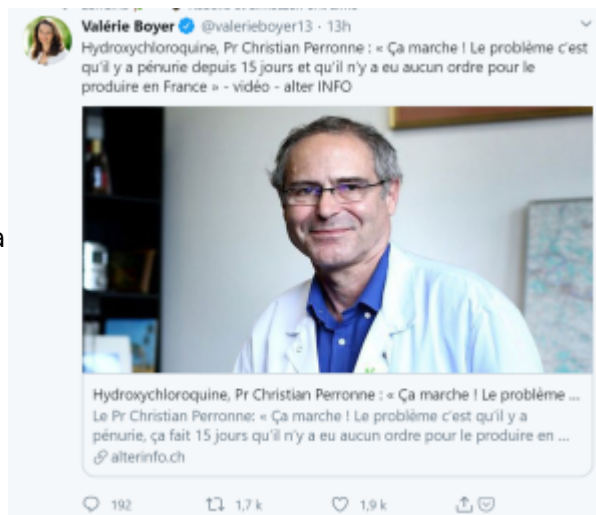 Valérie Boyer @valerieboyer13 · 13h
Hydroxychloroquine, Pr Christian Perronne : « Ça marche ! Le problème c'est
qu'il y a pénurie depuis 15 jours et qu'il n'y a eu aucun ordre pour le
produire en France » - vidéo - alter INFO
a
Hydroxychloroquine, Pr Christian Perronne : « Ça marche ! Le problème ...
Le Pr Christian Perronne: « Ça marche ! Le problème c'est qu'il y a
pénurie, ça fait 15 jours qu'il n'y a eu aucun ordre pour le produire en ...
alterinfo.ch
192 1,7 k 1,9 k